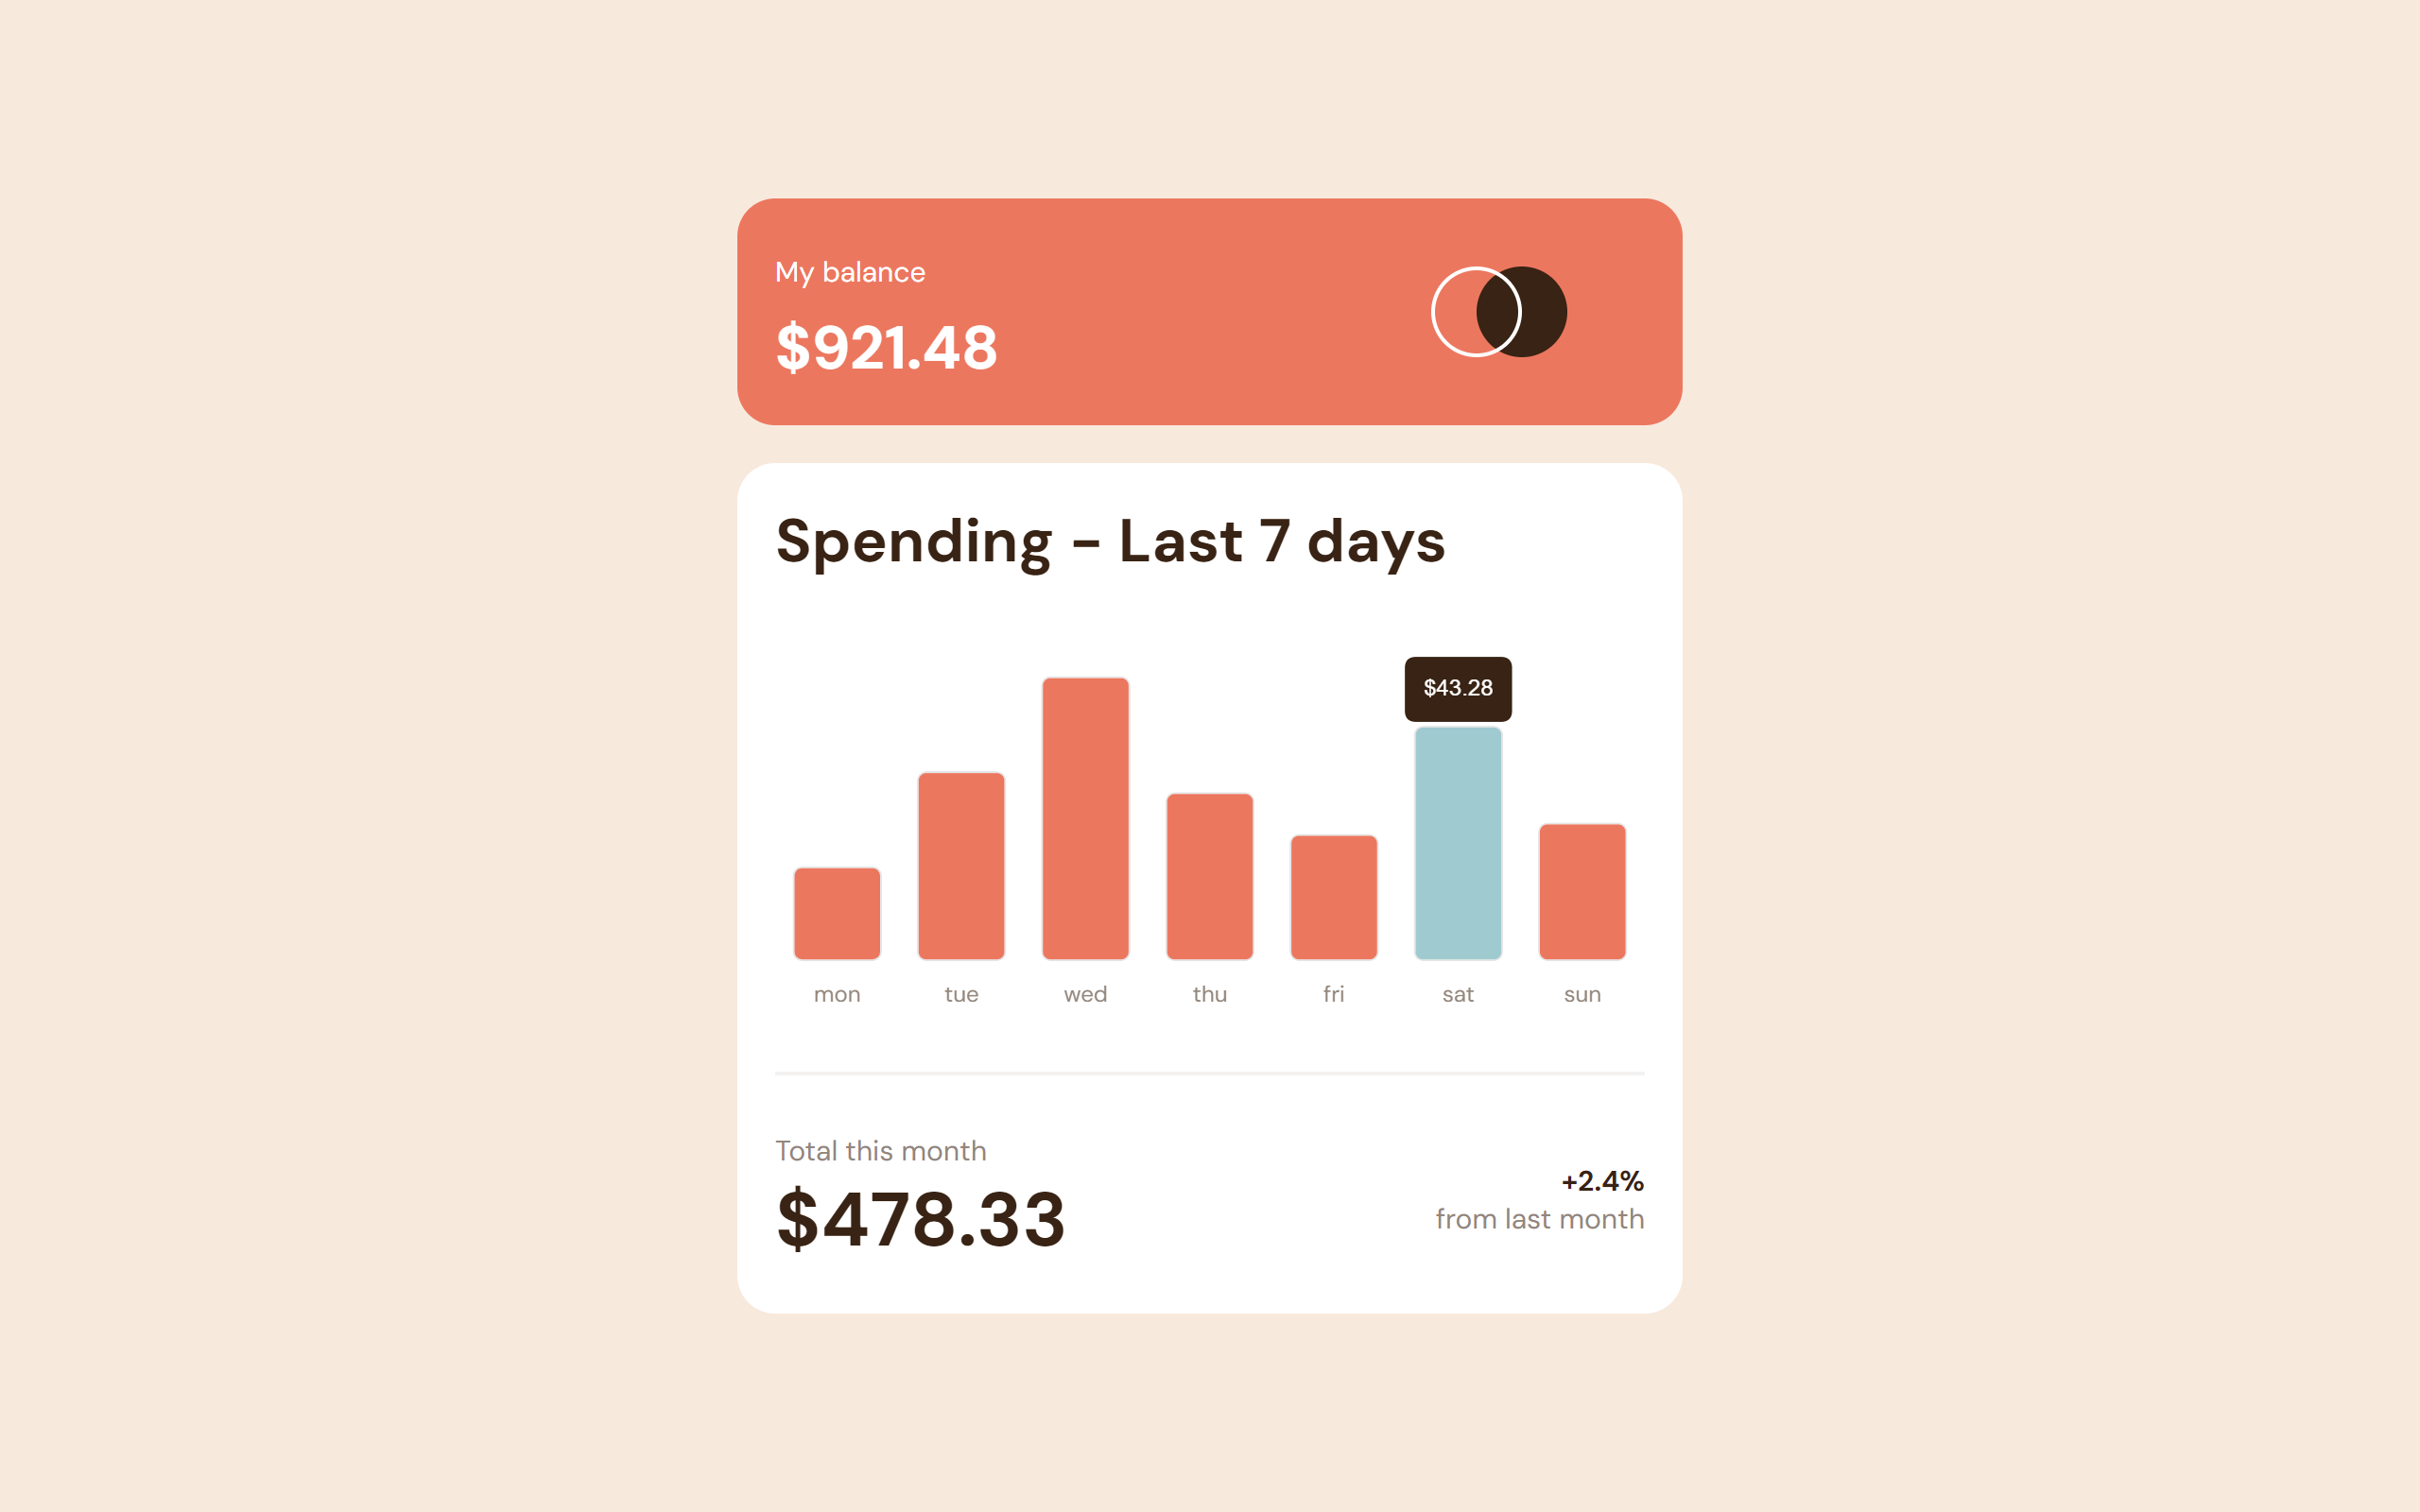 My balance
$921.48
Spending - Last 7 days
$43.28
mon tue wed thu fri sat sun
Total this month
$478.33
+2.4%
from last month